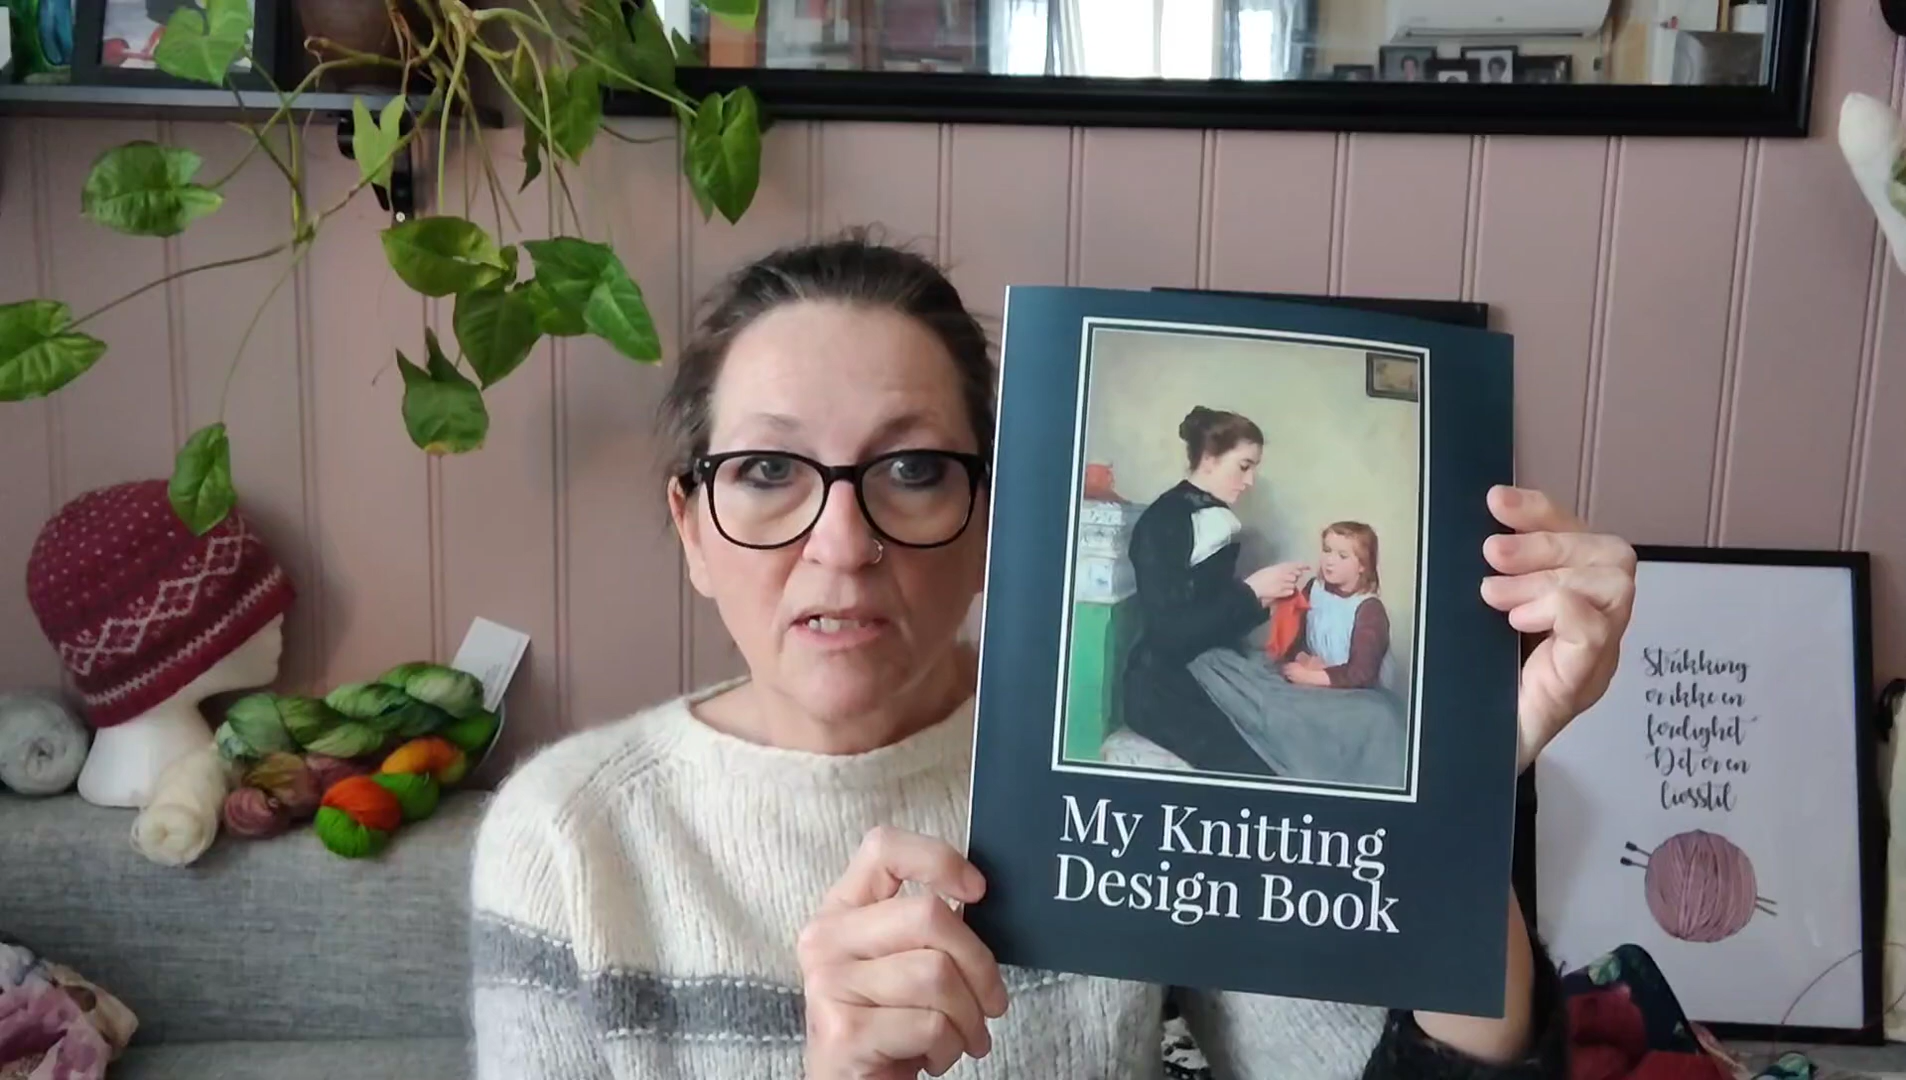 My Knitting
Design Book
Strikking
er ikke en
ferdighet
Det er en
livsstil